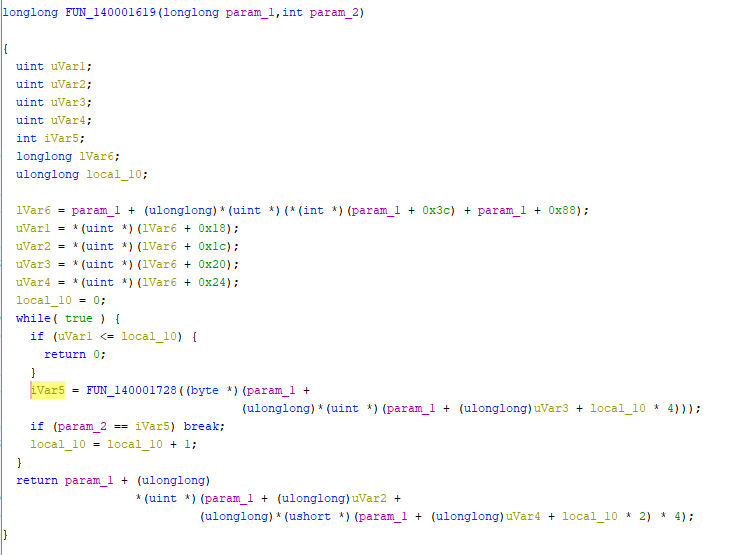 longlong FUN_140001619(longlong param_1,int param_2)
{
uint uVar1;
uint uVar2;
uint uVar3;
uint uVar4;
int iVar5;
longlong lVar6;
ulonglong local_10;
lVar6 = param_1 + (ulonglong)*(uint *)(*(int *)(param_1 + 0x3c) + param_1 + 0x88);
uVar1 = *(uint *)(lVar6 + 0x18);
uVar2 = *(uint *)(lVar6 + 0x1c);
uVar3 = *(uint *)(lVar6 + 0x20);
uVar4 = *(uint *)(lVar6 + 0x24);
local_10 = 0;
while( true ) {
if (uVar1 <= local_10) {
return 0;
}
iVar5 = FUN_140001728((byte *)(param_1 +
(ulonglong)*(uint *)(param_1 + (ulonglong)uVar3 + local_10 * 4)));
if (param_2 == iVar5) break;
local_10 = local_10 + 1;
}
return param_1 + (ulonglong)
*(uint *)(param_1 + (ulonglong)uVar2 +
(ulonglong)*(ushort *)(param_1 + (ulonglong)uVar4 + local_10 * 2) * 4);
}